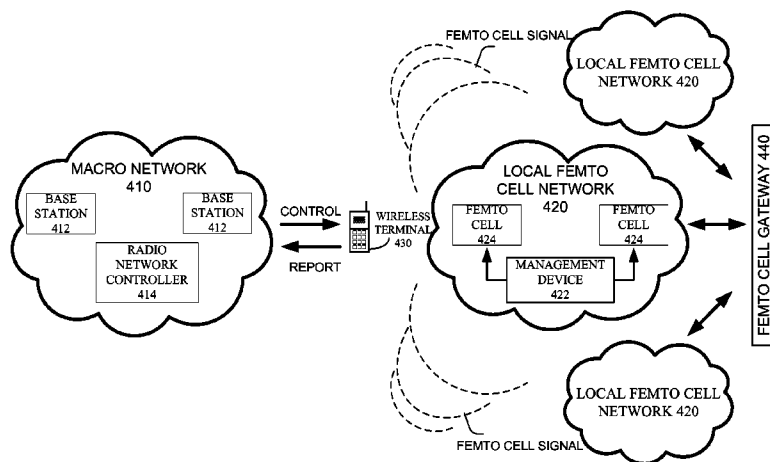 FEMTO CELL SIGNAL
LOCAL FEMTO CELL
NETWORK 420
MACRO NETWORK
410
BASE
STATION
412
BASE
STATION
412
RADIO
NETWORK
CONTROLLER
414
CONTROL
REPORT
WIRELESS
TERMINAL
430
LOCAL FEMTO
CELL NETWORK
420
FEMTO
CELL
424
FEMTO
CELL
424
MANAGEMENT
DEVICE
422
FEMTO CELL GATEWAY 440
LOCAL FEMTO CELL
NETWORK 420
FEMTO CELL SIGNAL